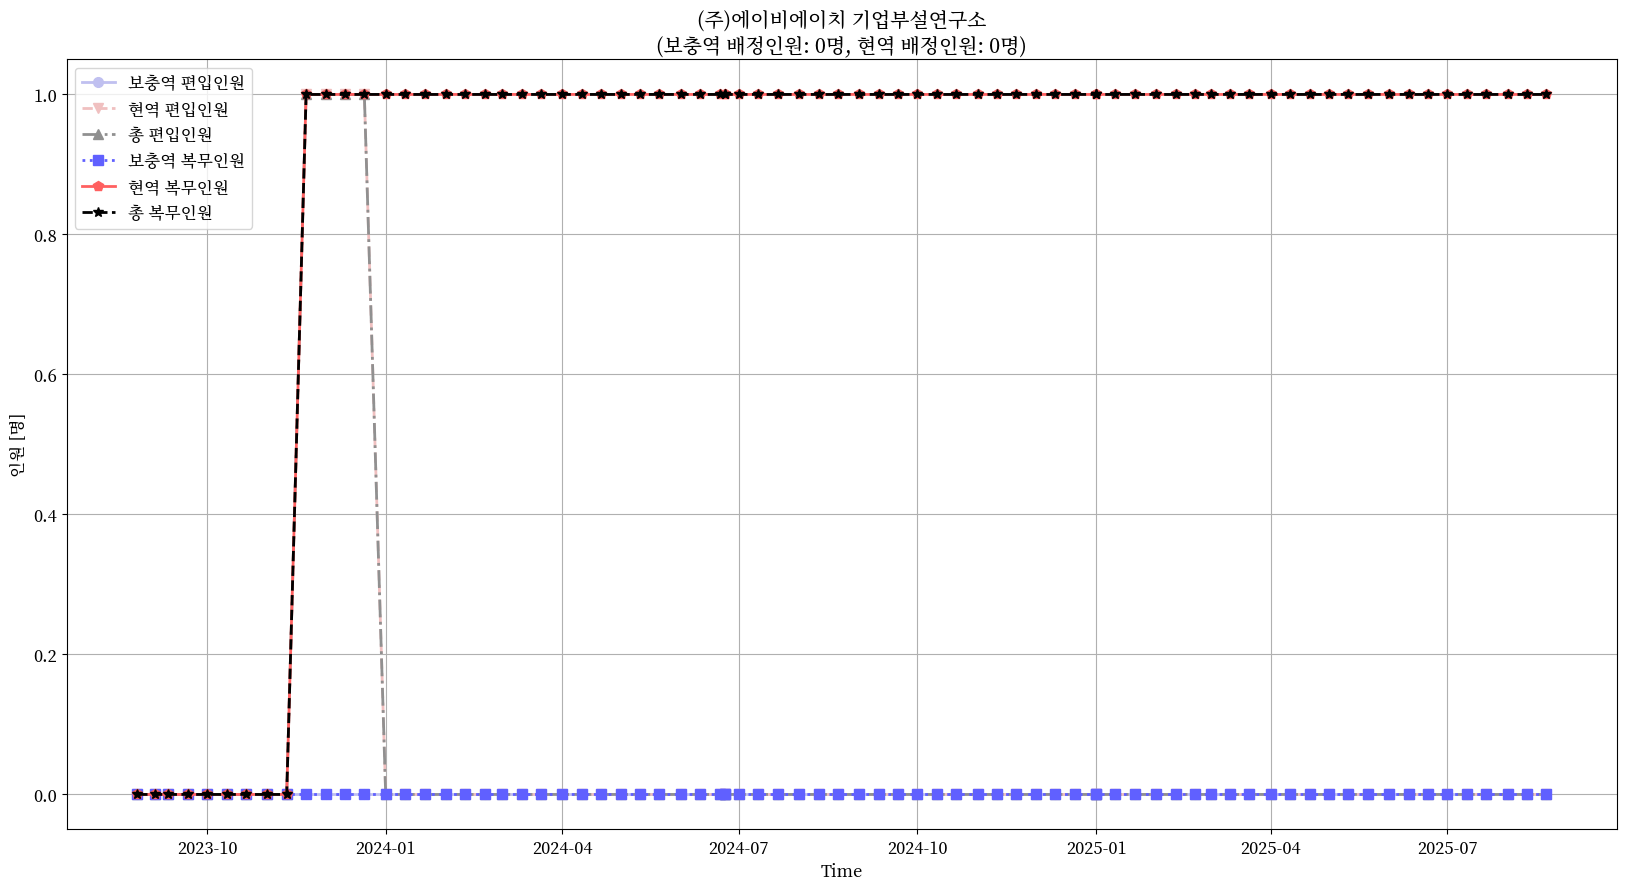 (주)에이비에이치 기업부설연구소
(보충역 배정인원: 0명, 현역 배정인원: 0명)
보충역 편입인원
현역 편입인원
총 편입인원
보충역 복무인원
현역 복무인원
총 복무인원
1.0
0.8
0.6
0.4
0.2
0.0
인원 [명]
2023-10
2024-01
2024-04
2024-07
2024-10
2025-01
2025-04
2025-07
Time